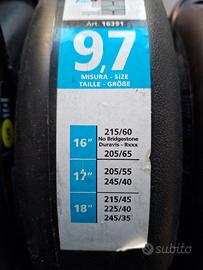 Art. 16391
9,7
MISURA - SIZE
TAILLE - GRÖßE
16"
215/60
No Bridgestone
Duravis - Rxxx
205/65
17"
205/55
245/40
18"
215/45
225/40
245/35
subito